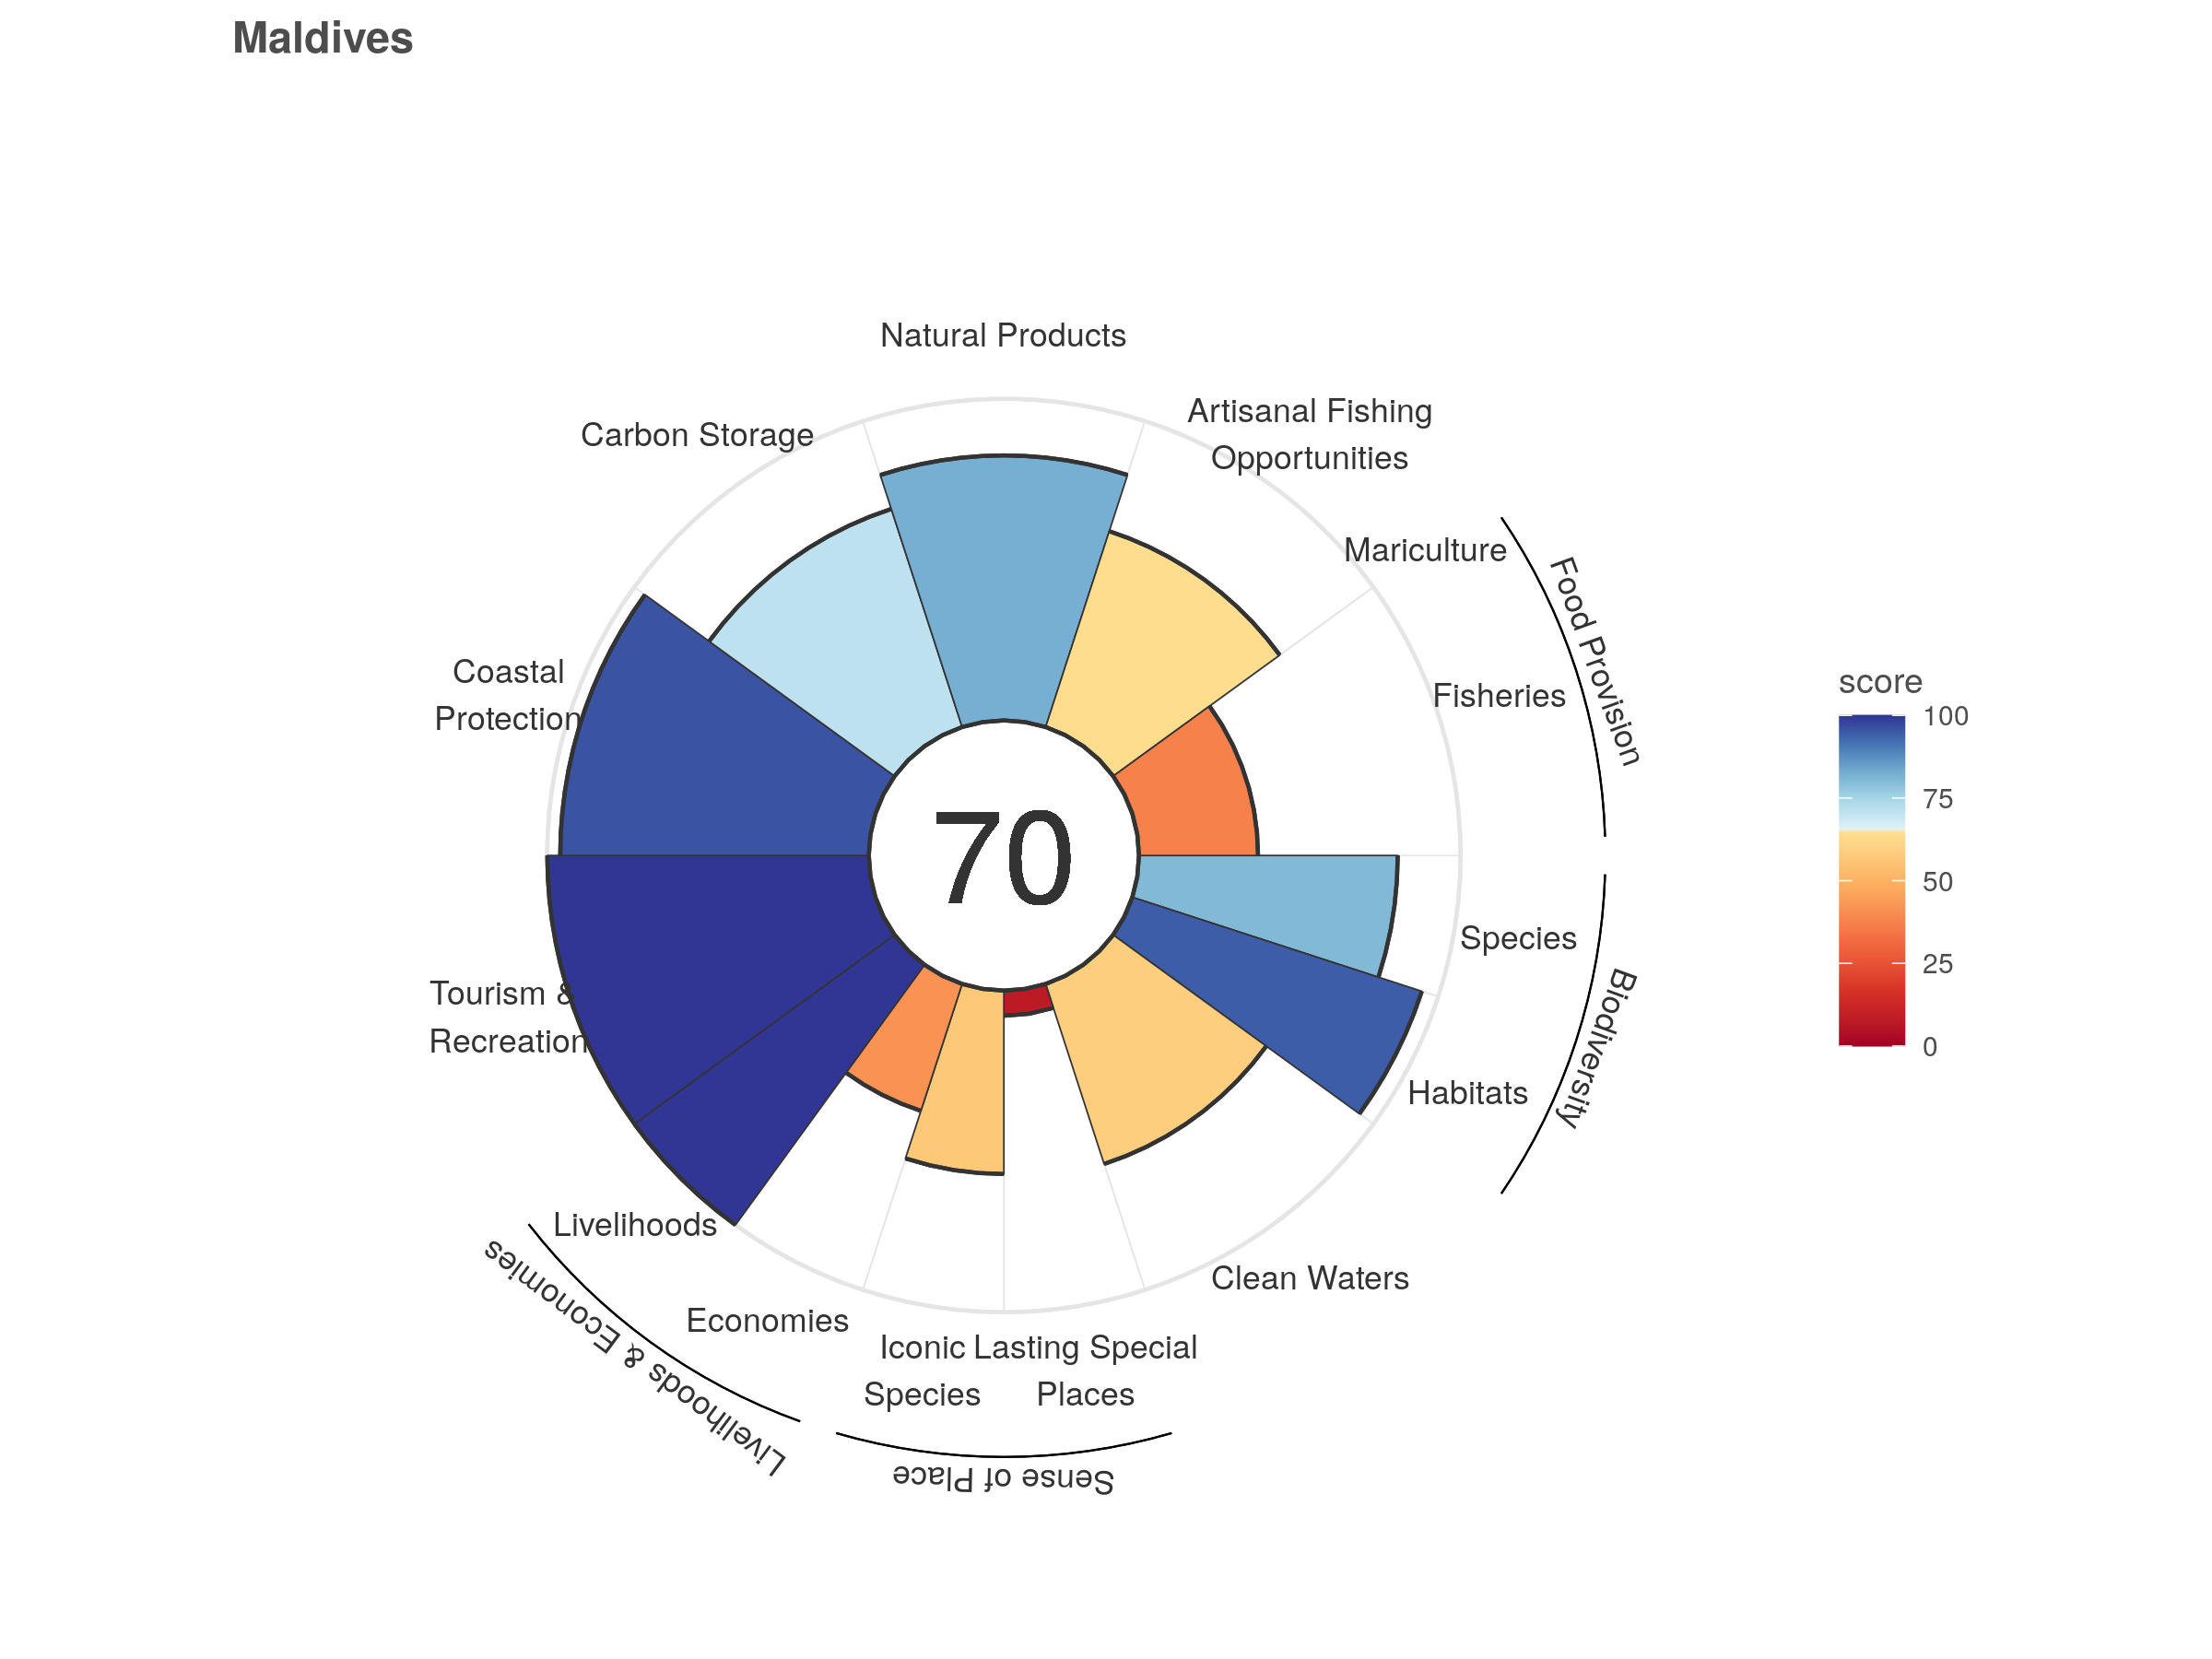 Maldives
Natural Products
Artisanal Fishing
Opportunities
Carbon Storage
Mariculture
Food Provision
Fisheries
Coastal
Protection
70
score
100
75
50
25
0
Species
Biodiversity
Habitats
Tourism &
Recreation
Livelihoods
Livelihoods & Economies
Economies
Clean Waters
Iconic
Species
Lasting Special
Places
Sense of Place